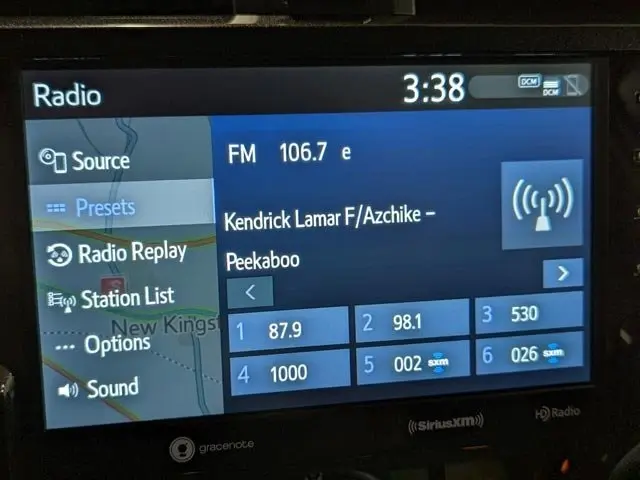 Radio
3:38
DCM
DCM
Source
Presets
Radio Replay
Station List
Options
Sound
New Kingst
FM 106.7 e
Kendrick Lamar F/Azchike –
Peekaboo
<
>
1 87.9
2 98.1
3 530
4 1000
5 002 sxm
6 026 sxm
gracenote
((SiriusXM))
HD Radio